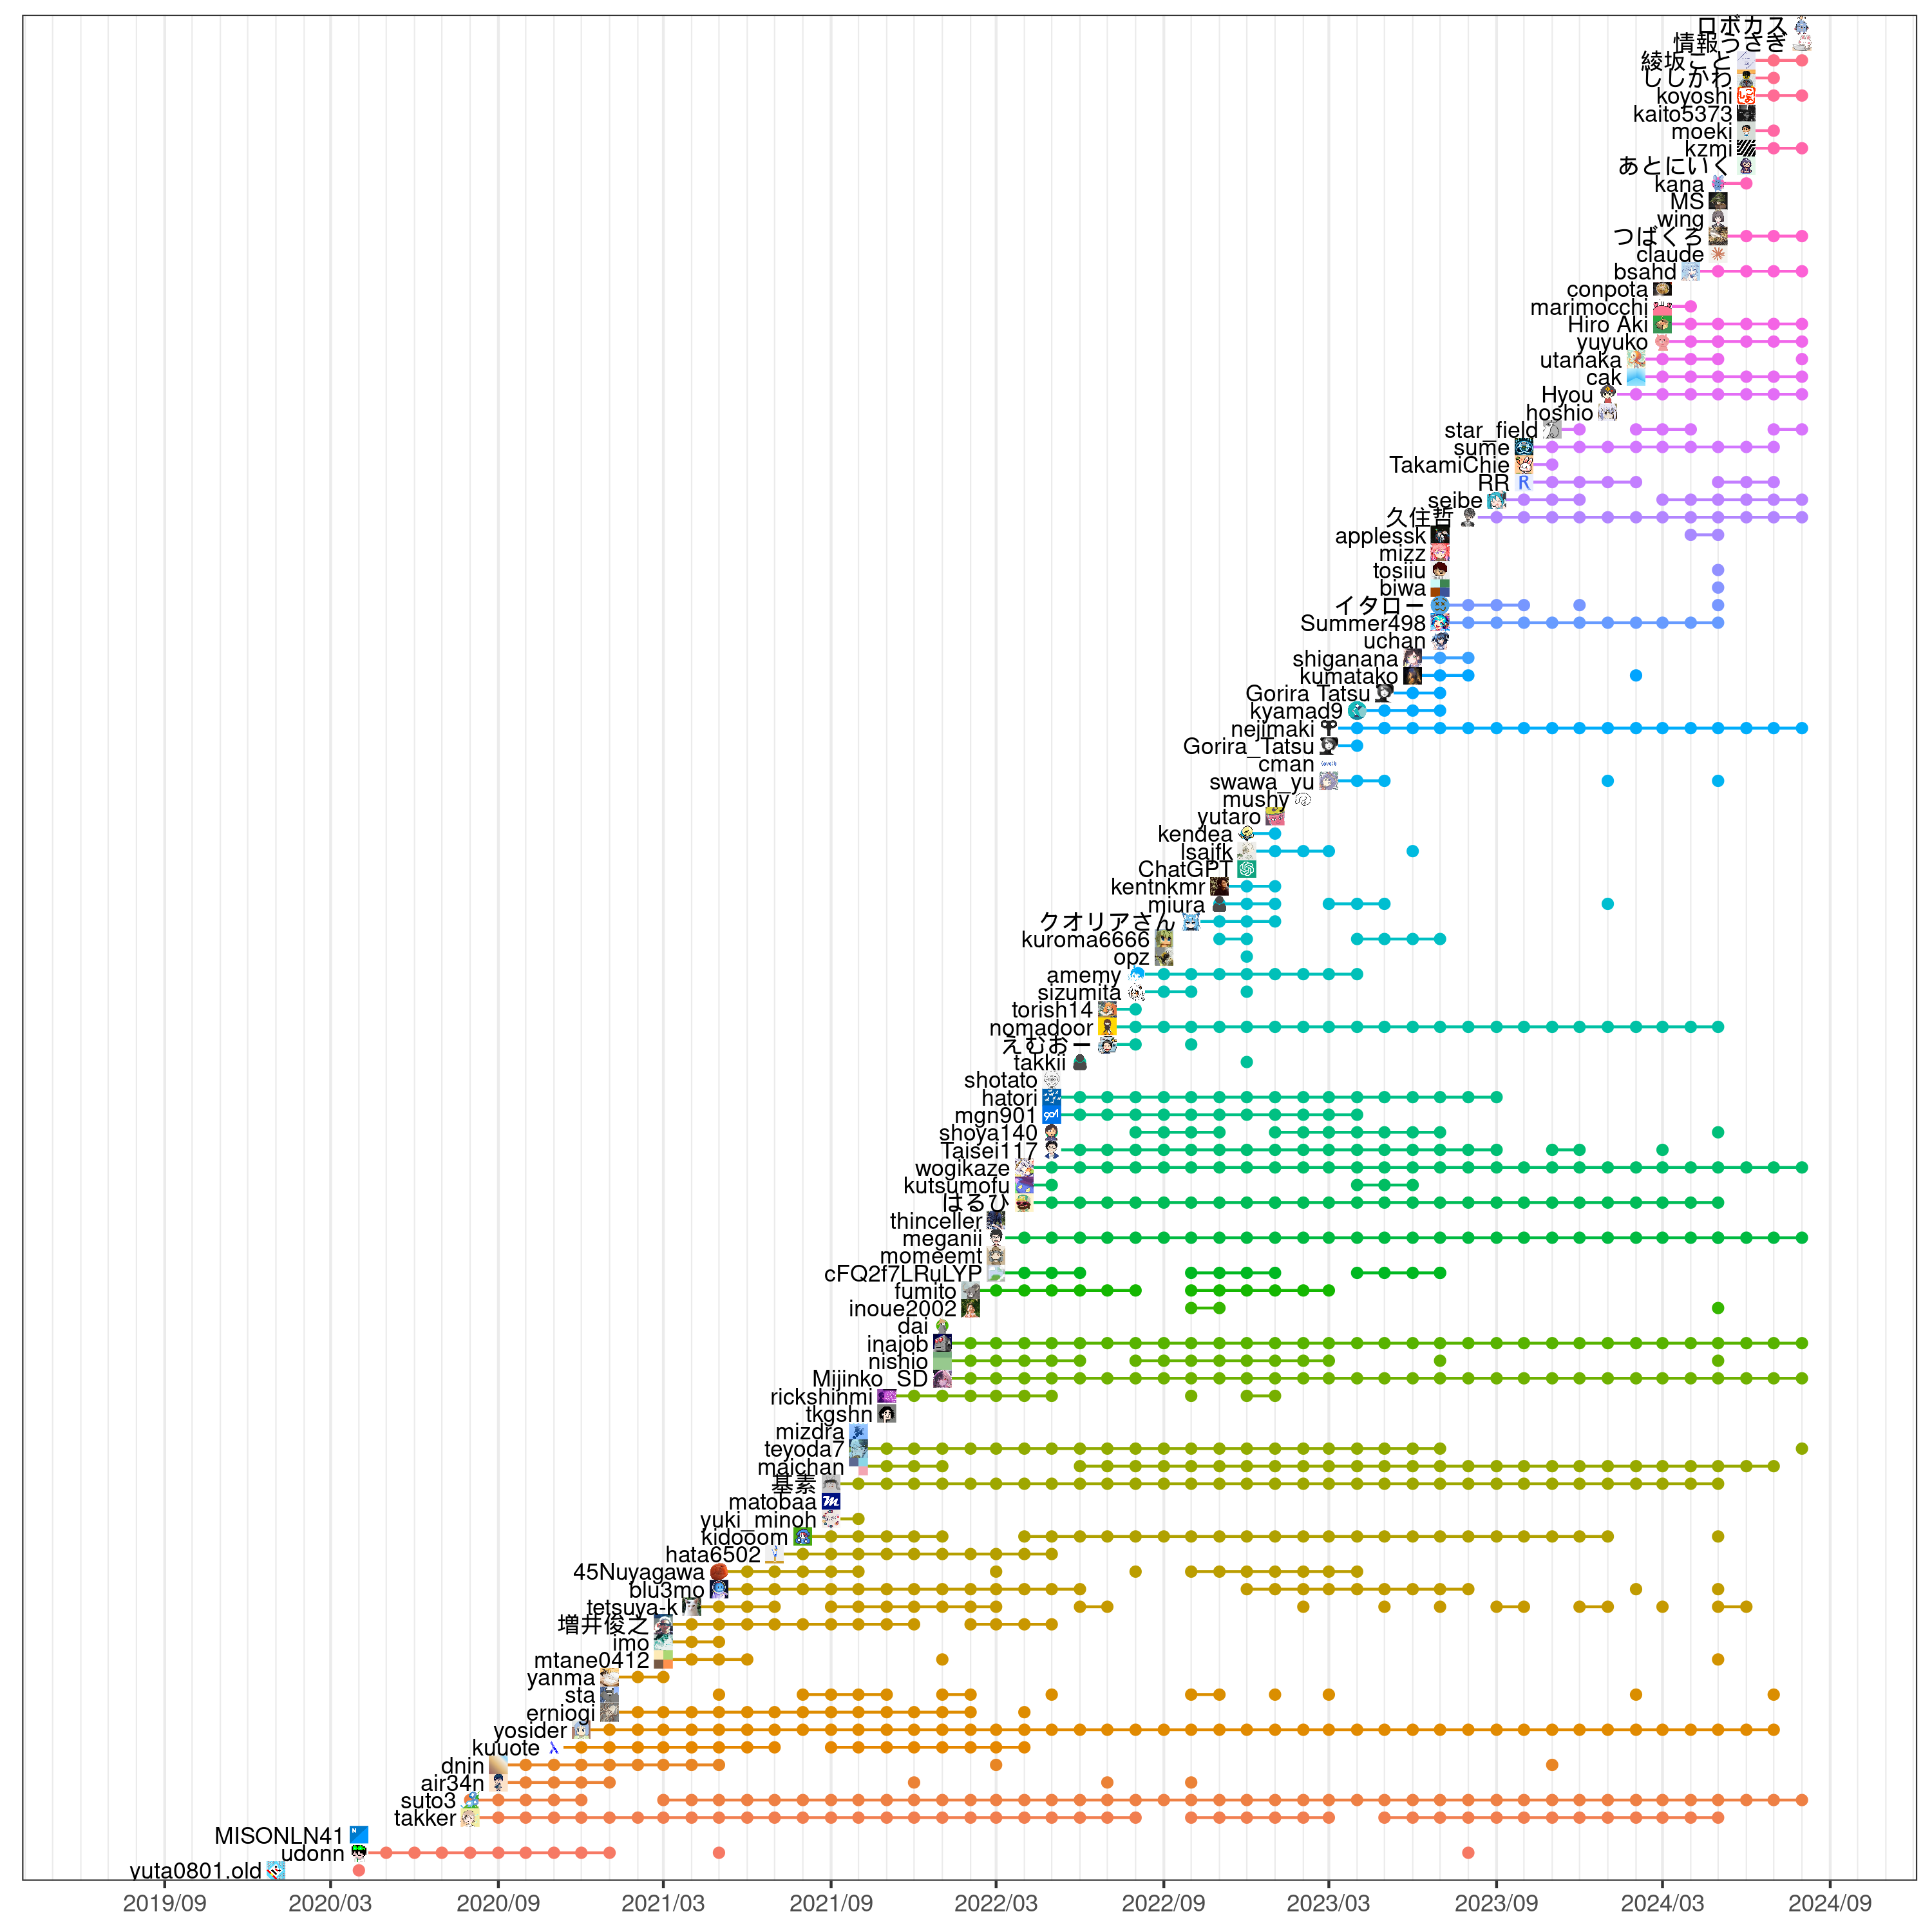 ロボカス
情報うさぎ
綾坂こと
ししかわ
koyoshi
kaito5373
moeki
kzmi
あとにいく
kana
MS
wing
つばくろ
claude
bsahd
conpota
marimocchi
Hiro Aki
yuyuko
utanaka
cak
Hyou
hoshio
star_field
sume
TakamiChie
RR
seibe
久住哲
applessk
mizz
tosiiu
biwa
イタロー
Summer498
uchan
shiganana
kumatako
Gorira Tatsu
kyamad9
nejimaki
Gorira_Tatsu
cman
swawa_yu
mushy
yutaro
kendea
lsajfk
ChatGPT
kentnkmr
miura
クオリアさん
kuroma6666
opz
amemy
sizumita
torish14
nomadoor
えむおー
takkii
shotato
hatori
mgn901
shoya140
Taisei117
wogikaze
kutsumofu
はるひ
thinceller
meganii
momeemt
cFQ2f7LRuLYP
fumito
inoue2002
dai
inajob
nishio
Mijinko_SD
rickshinmi
tkgshn
mizdra
teyoda7
maichan
基素
matobaa
yuki_minoh
kidooom
hata6502
45Nuyagawa
blu3mo
tetsuya-k
増井俊之
imo
mtane0412
yanma
sta
erniogi
yosider
kuuote
dnin
air34n
suto3
takker
MISONLN41
udonn
yuta0801.old
2019/09 2020/03 2020/09 2021/03 2021/09 2022/03 2022/09 2023/03 2023/09 2024/03 2024/09